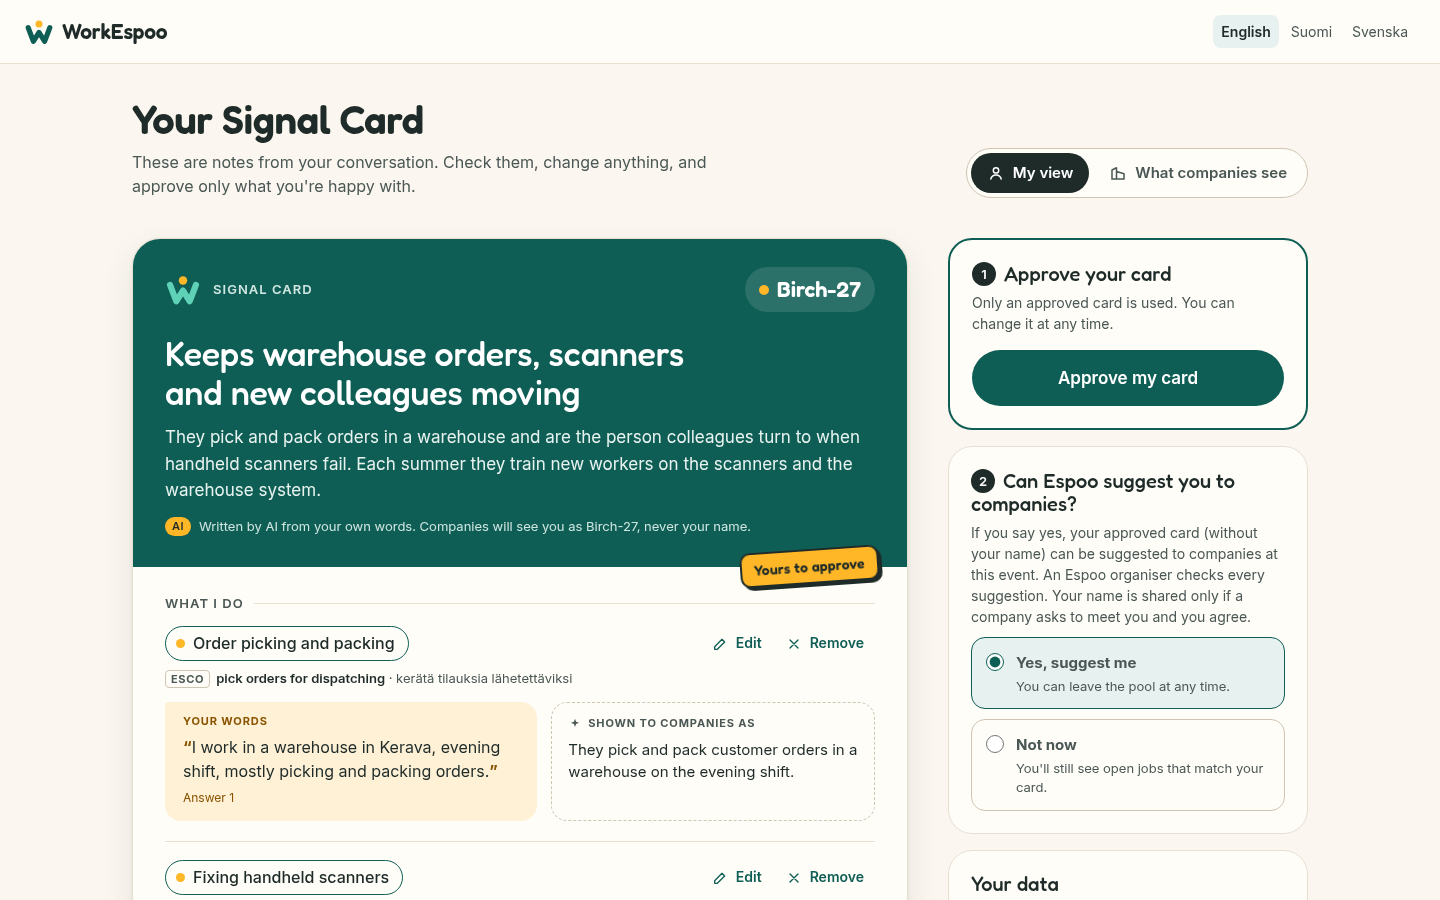 WorkEspoo
English Suomi Svenska
Your Signal Card
These are notes from your conversation. Check them, change anything, and
approve only what you're happy with.
My view What companies see
SIGNAL CARD
Birch-27
Keeps warehouse orders, scanners
and new colleagues moving
They pick and pack orders in a warehouse and are the person colleagues turn to when
handheld scanners fail. Each summer they train new workers on the scanners and the
warehouse system.
AI Written by AI from your own words. Companies will see you as Birch-27, never your name.
Yours to approve
WHAT I DO
Order picking and packing
Edit Remove
ESCO pick orders for dispatching · kerätä tilauksia lähetettäviksi
YOUR WORDS
“I work in a warehouse in Kerava, evening
shift, mostly picking and packing orders.”
Answer 1
SHOWN TO COMPANIES AS
They pick and pack customer orders in a
warehouse on the evening shift.
Fixing handheld scanners
Edit Remove
1 Approve your card
Only an approved card is used. You can
change it at any time.
Approve my card
2 Can Espoo suggest you to
companies?
If you say yes, your approved card (without
your name) can be suggested to companies at
this event. An Espoo organiser checks every
suggestion. Your name is shared only if a
company asks to meet you and you agree.
Yes, suggest me
You can leave the pool at any time.
Not now
You'll still see open jobs that match your
card.
Your data